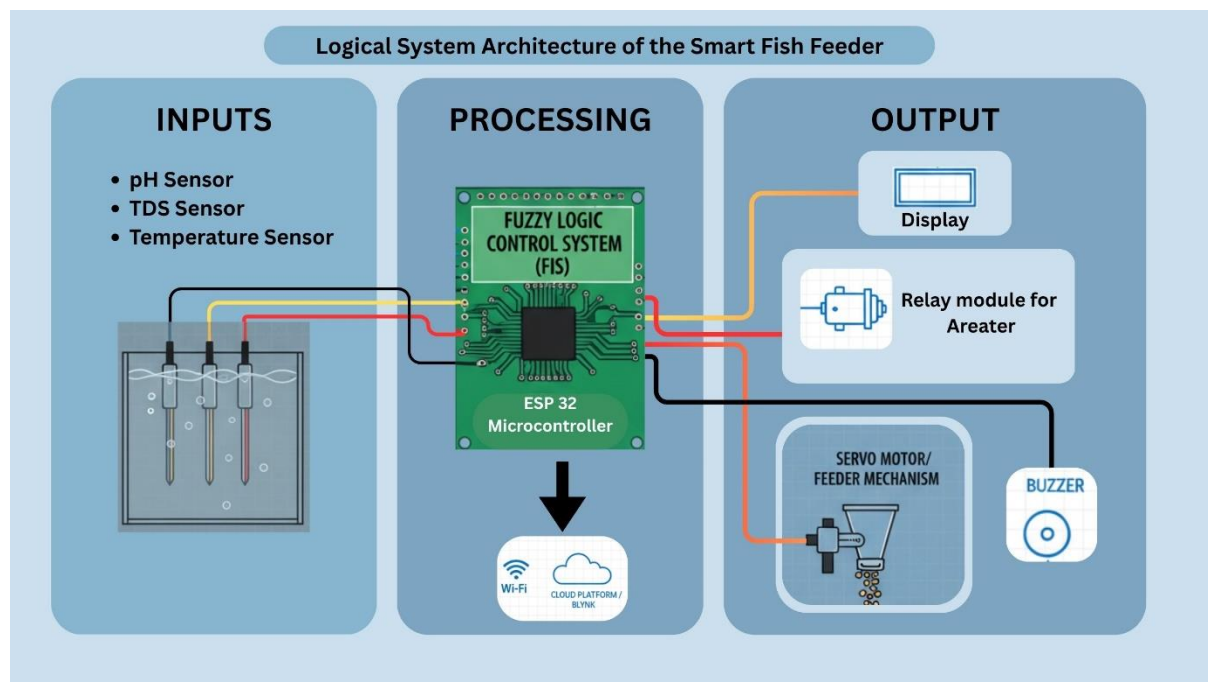 Logical System Architecture of the Smart Fish Feeder
INPUTS
• pH Sensor
• TDS Sensor
• Temperature Sensor
PROCESSING
FUZZY LOGIC
CONTROL SYSTEM
(FIS)
ESP 32
Microcontroller
Wi-Fi
CLOUD PLATFORM /
BLYNK
OUTPUT
Display
Relay module for
Areater
SERVO MOTOR/
FEEDER MECHANISM
BUZZER